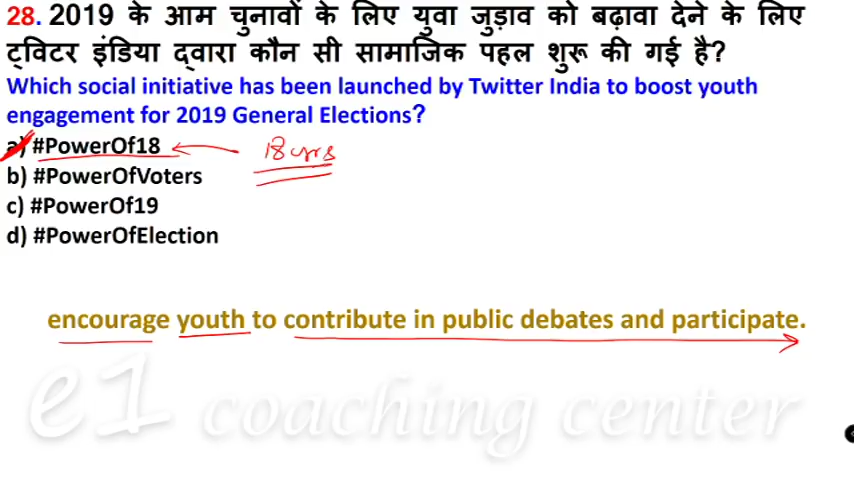 28. 2019 के आम चुनावों के लिए युवा जुड़ाव को बढ़ावा देने के लिए
ट्विटर इंडिया द्वारा कौन सी सामाजिक पहल शुरू की गई है?
Which social initiative has been launched by Twitter India to boost youth
engagement for 2019 General Elections?
a) #PowerOf18
18 yrs
b) #PowerOfVoters
c) #PowerOf19
d) #PowerOfElection
encourage youth to contribute in public debates and participate.
e1 coaching center